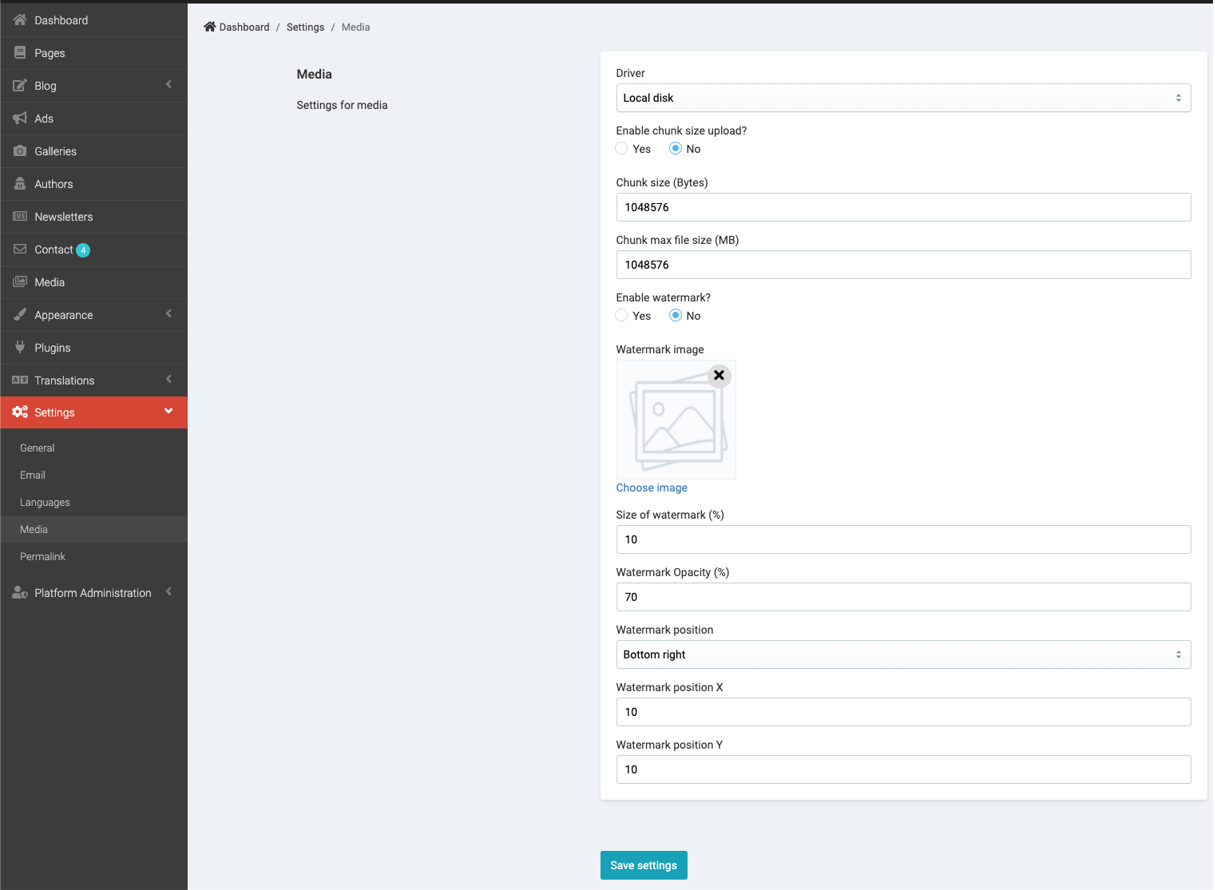 Dashboard
Pages
Blog
Ads
Galleries
Authors
Newsletters
Contact 4
Media
Appearance
Plugins
Translations
Settings
General
Email
Languages
Media
Permalink
Platform Administration
Dashboard / Settings / Media
Media
Settings for media
Driver
Local disk
Enable chunk size upload?
Yes No
Chunk size (Bytes)
1048576
Chunk max file size (MB)
1048576
Enable watermark?
Yes No
Watermark image
Choose image
Size of watermark (%)
10
Watermark Opacity (%)
70
Watermark position
Bottom right
Watermark position X
10
Watermark position Y
10
Save settings